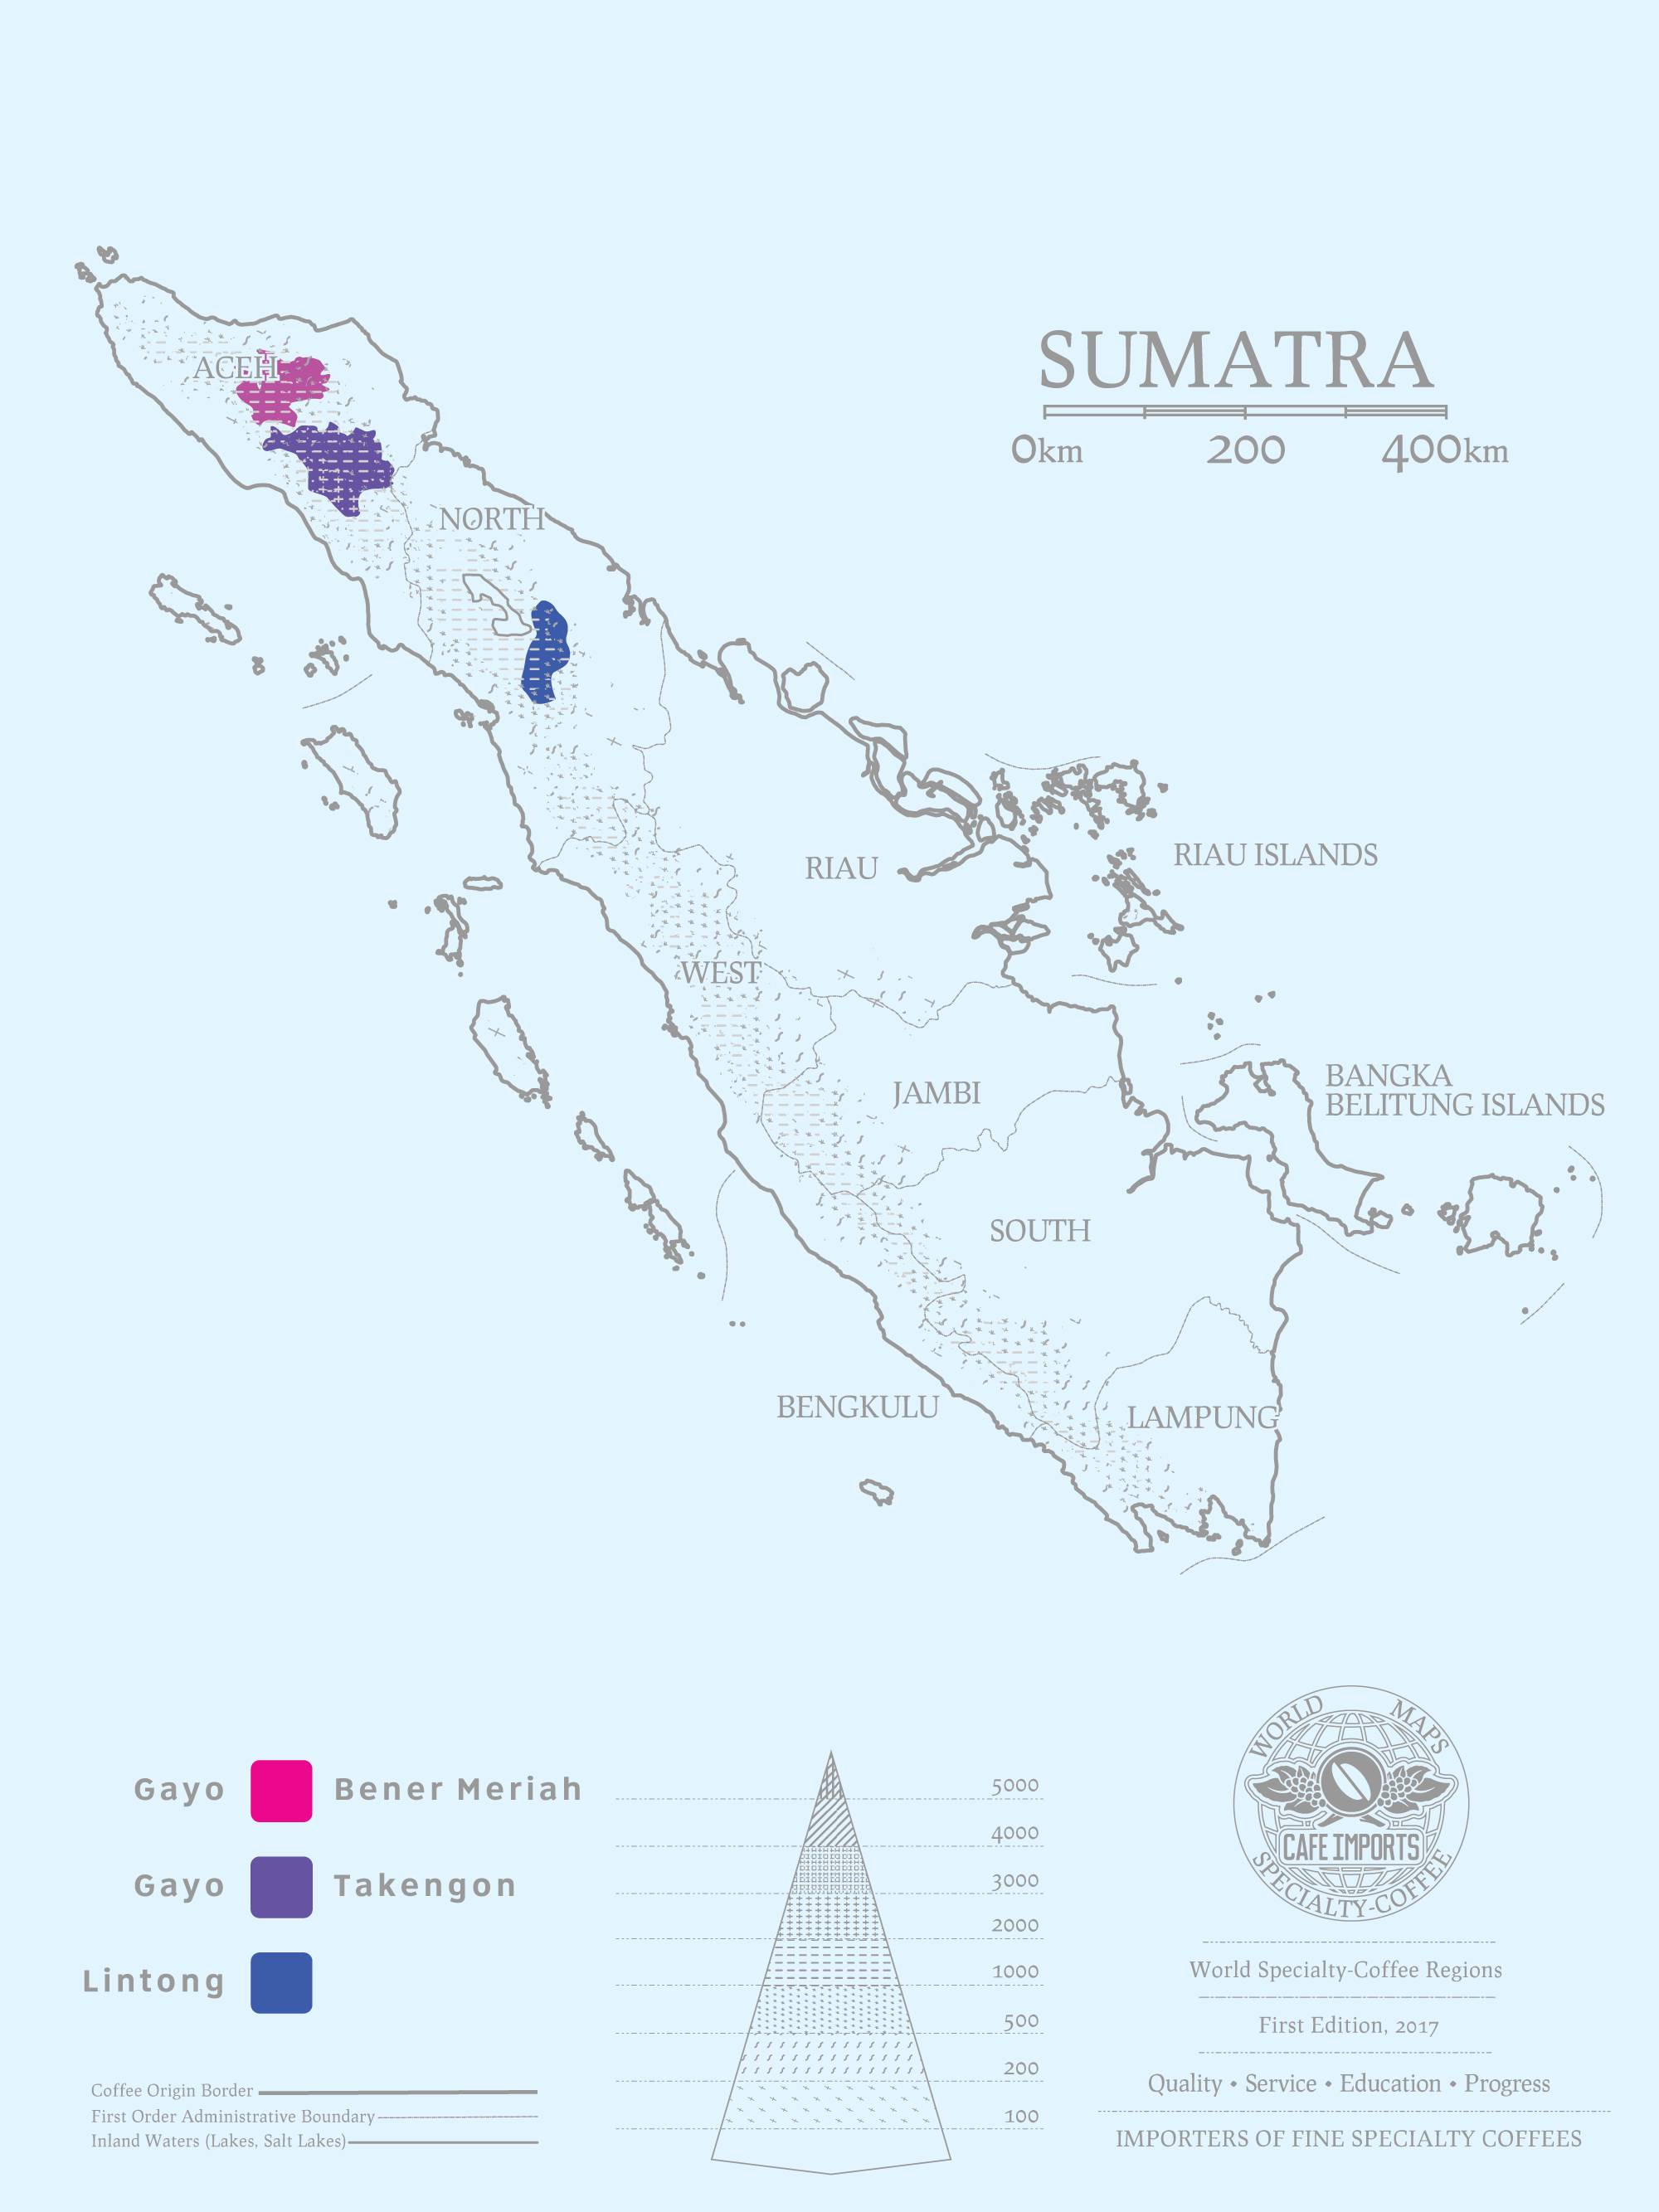 SUMATRA
0km 200 400km
ACEH
NORTH
RIAU
RIAU ISLANDS
WEST
JAMBI
BANGKA
BELITUNG ISLANDS
SOUTH
BENGKULU
LAMPUNG
Gayo Bener Meriah
Gayo Takengon
Lintong
Coffee Origin Border
First Order Administrative Boundary
Inland Waters (Lakes, Salt Lakes)
5000
4000
3000
2000
1000
500
200
100
WORLD MAPS
CAFE IMPORTS
SPECIALTY-COFFEE
World Specialty-Coffee Regions
First Edition, 2017
Quality • Service • Education • Progress
IMPORTERS OF FINE SPECIALTY COFFEES